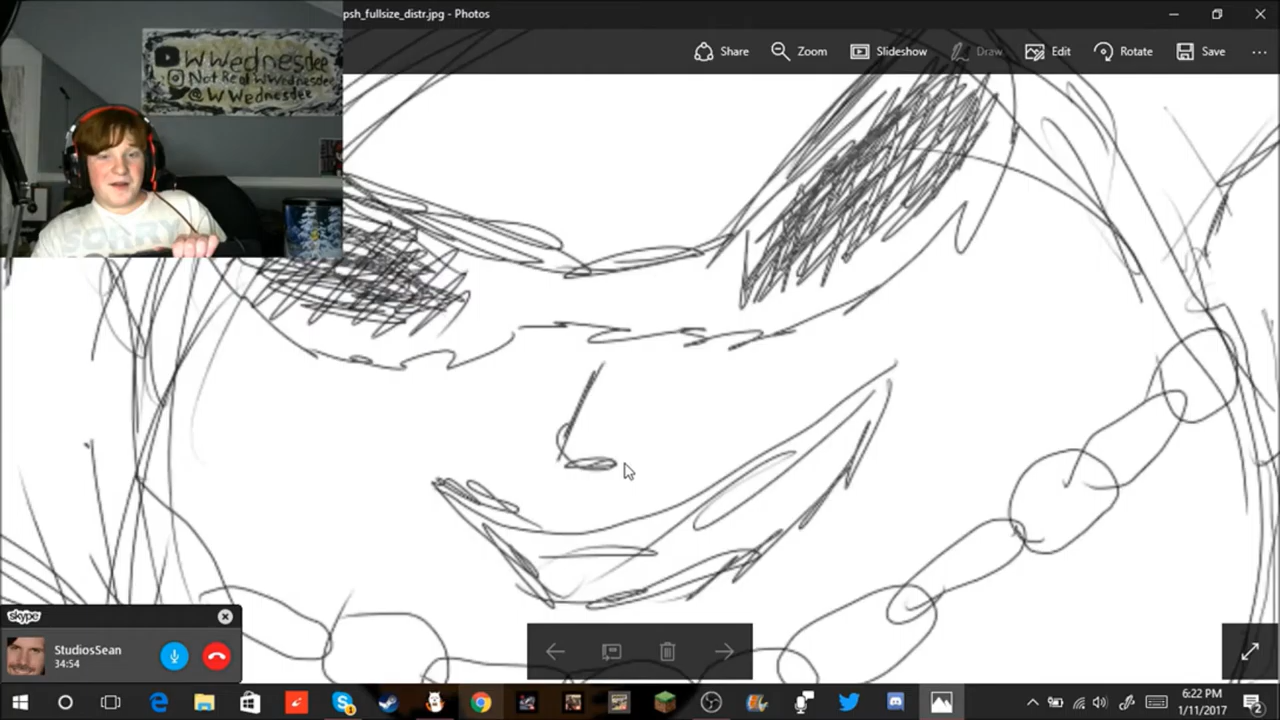 psh_fullsize_distr.jpg - Photos
Share
Zoom
Slideshow
Draw
Edit
Rotate
Save
WWednesdee
Not Real WWednesdee
@WWednesdee
SORRY
skype
StudiosSean
34:54
6:22 PM
1/11/2017
2